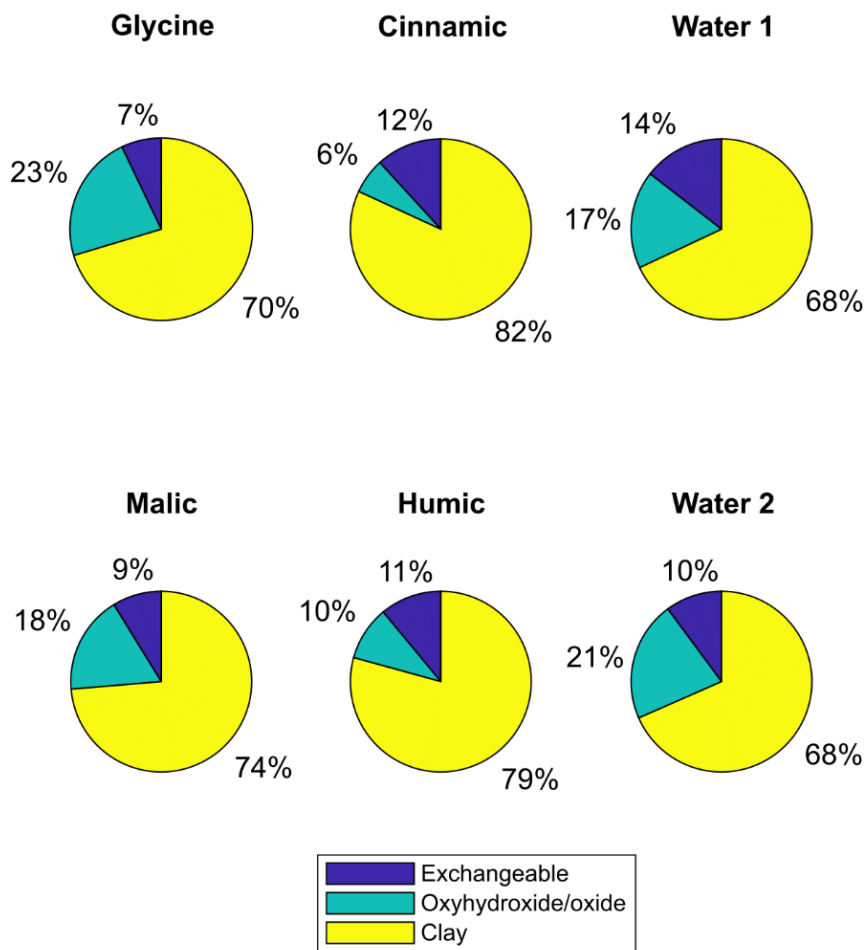 Glycine
7%
23%
70%
Cinnamic
12%
6%
82%
Water 1
14%
17%
68%
Malic
9%
18%
74%
Humic
11%
10%
79%
Water 2
10%
21%
68%
Exchangeable
Oxyhydroxide/oxide
Clay